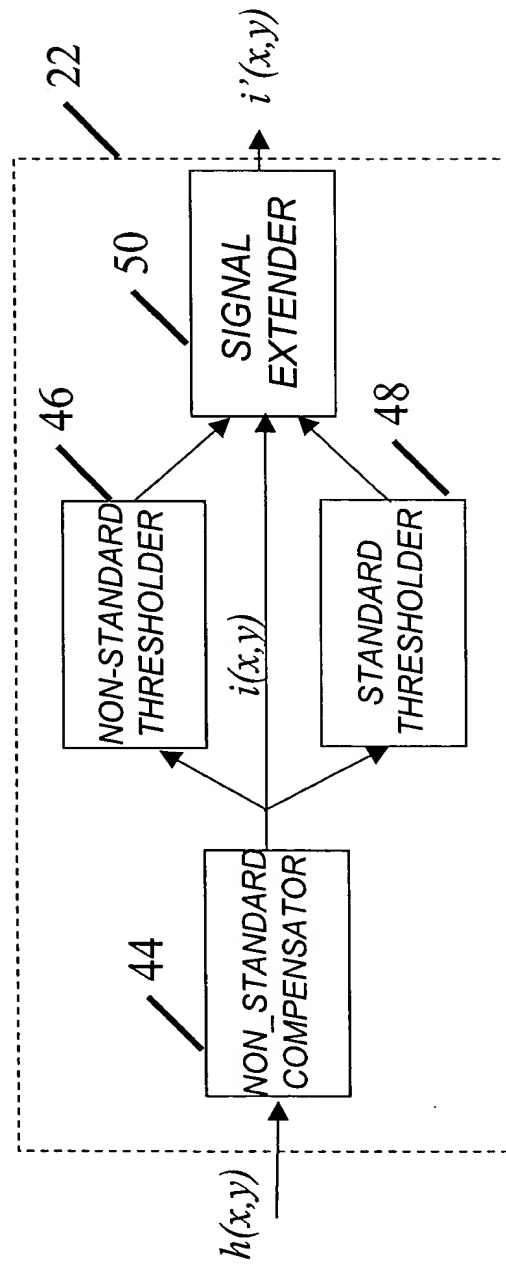 h(x,y)
44
NON_STANDARD
COMPENSATOR
46
NON-STANDARD
THRESHOLDER
i(x,y)
STANDARD
THRESHOLDER
48
50
SIGNAL
EXTENDER
22
i'(x,y)